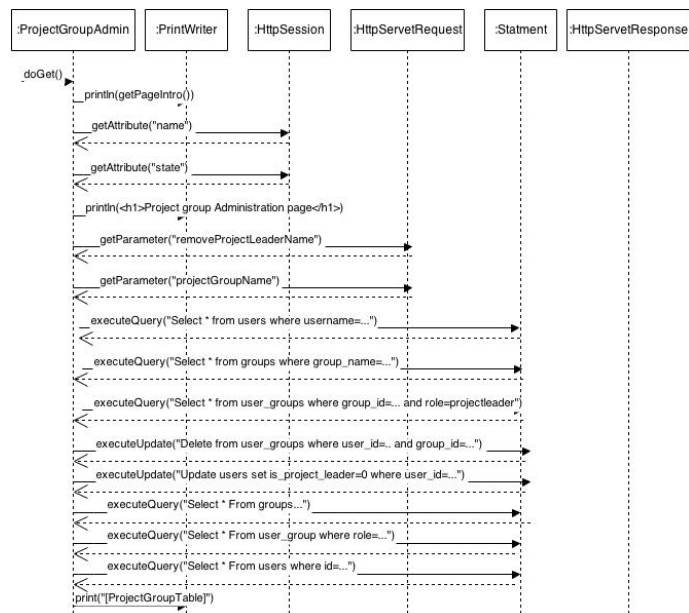 :ProjectGroupAdmin
:PrintWriter
:HttpSession
:HttpServetRequest
:Statment
:HttpServetResponse
doGet()
println(getPageIntro())
getAttribute("name")
getAttribute("state")
println(<h1>Project group Administration page</h1>)
getParameter("removeProjectLeaderName")
getParameter("projectGroupName")
executeQuery("Select * from users where username=...")
executeQuery("Select * from groups where group_name=...")
executeQuery("Select * from user_groups where group_id=... and role=projectleader")
executeUpdate("Delete from user_groups where user_id=.. and group_id=...")
executeUpdate("Update users set is_project_leader=0 where user_id=...")
executeQuery("Select * From groups...")
executeQuery("Select * From user_group where role=...")
executeQuery("Select * From users where id=...")
print("[ProjectGroupTable]")